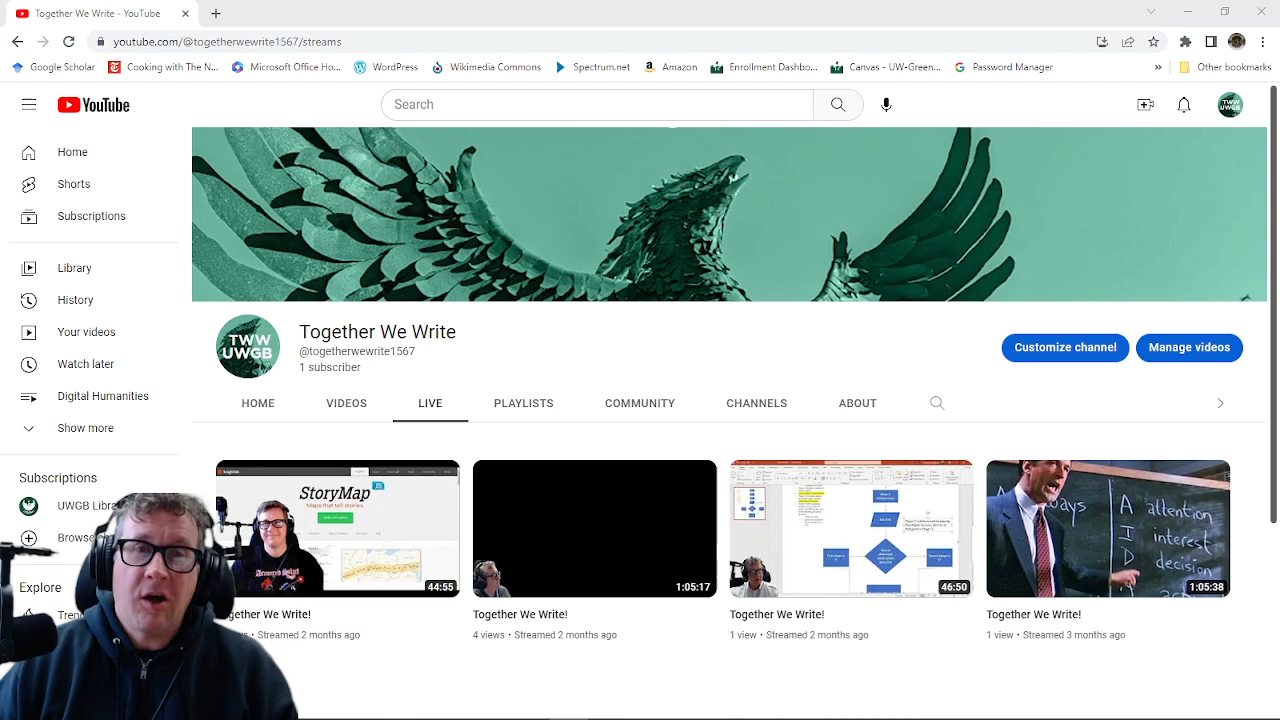 Together We Write - YouTube
youtube.com/@togetherwewrite1567/streams
Google Scholar
Cooking with The N...
Microsoft Office Ho...
WordPress
Wikimedia Commons
Spectrum.net
Amazon
Enrollment Dashbo...
Canvas - UW-Green...
Password Manager
»
Other bookmarks
YouTube
Search
TWW
UWGB
Home
Shorts
Subscriptions
Library
History
Your videos
Watch later
Digital Humanities
Show more
Subscriptions
UWGB
Explore
TWW
UWGB
Together We Write
@togetherwewrite1567
1 subscriber
Customize channel
Manage videos
HOME
VIDEOS
LIVE
PLAYLISTS
COMMUNITY
CHANNELS
ABOUT
StoryMap JS
Maps that tell stories.
44:55
1:05:17
46:50
A attention
I interest
decision
1:05:38
We Write!
Together We Write!
Together We Write!
Together We Write!
• Streamed 2 months ago
4 views • Streamed 2 months ago
1 view • Streamed 2 months ago
1 view • Streamed 3 months ago